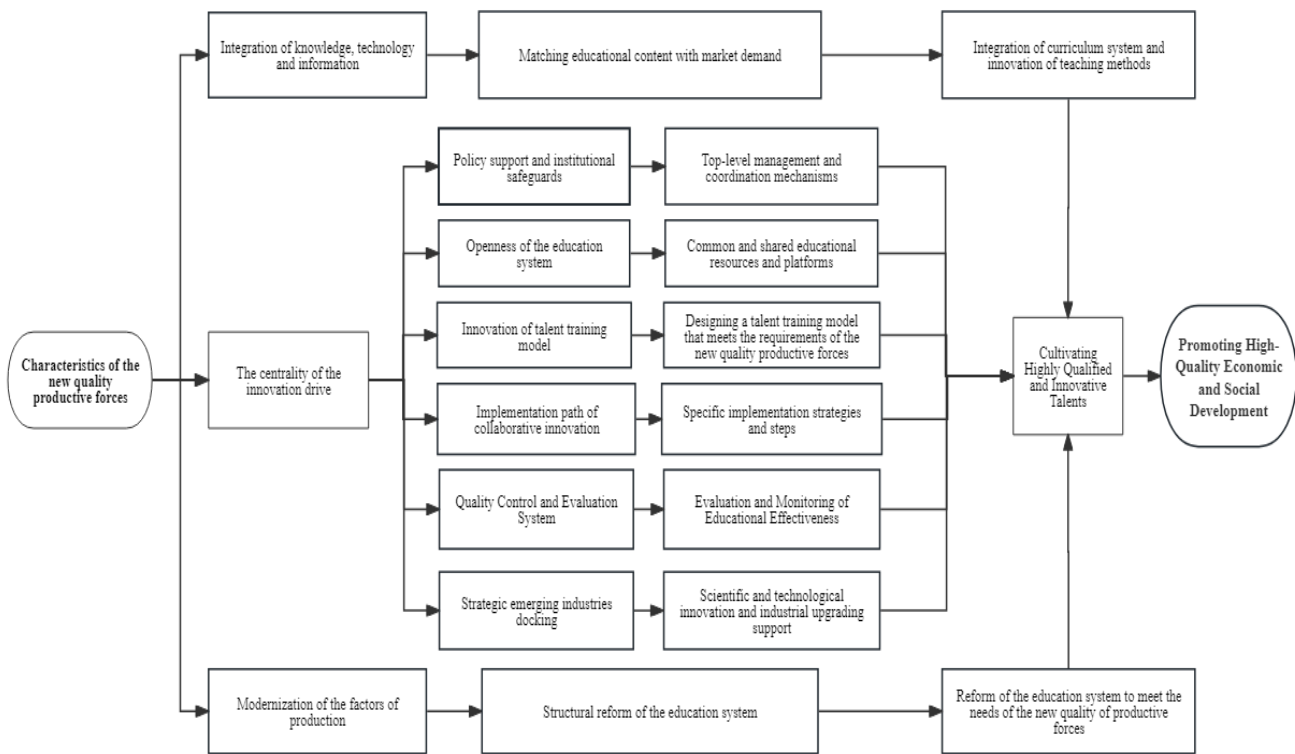 Integration of knowledge, technology
and information
Matching educational content with market demand
Integration of curriculum system and
innovation of teaching methods
Policy support and institutional
safeguards
Top-level management and
coordination mechanisms
Openness of the education
system
Common and shared educational
resources and platforms
Characteristics of the
new quality
productive forces
The centrality of the
innovation drive
Innovation of talent training
model
Designing a talent training model
that meets the requirements of the
new quality productive forces
Cultivating
Highly Qualified
and Innovative
Talents
Promoting High-
Quality Economic
and Social
Development
Implementation path of
collaborative innovation
Specific implementation strategies
and steps
Quality Control and Evaluation
System
Evaluation and Monitoring of
Educational Effectiveness
Strategic emerging industries
docking
Scientific and technological
innovation and industrial upgrading
support
Modernization of the factors of
production
Structural reform of the education system
Reform of the education system to meet the
needs of the new quality of productive
forces